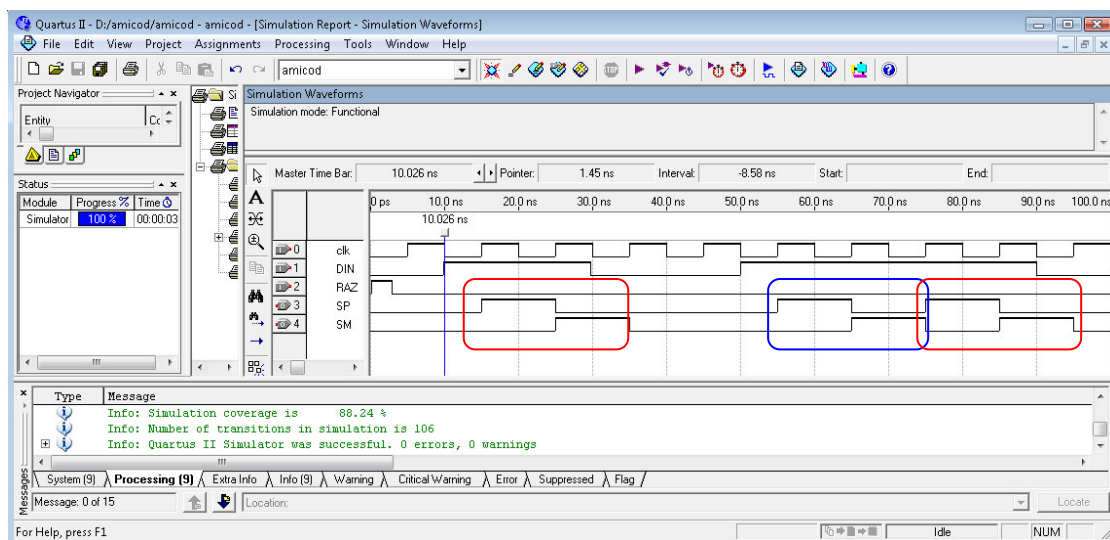 Quartus II - D:/amicod/amicod - amicod - [Simulation Report - Simulation Waveforms]
File Edit View Project Assignments Processing Tools Window Help
amicod
STOP
Project Navigator
Entity
Status
Module Progress % Time
Simulator 100 % 00:00:03
Si
Simulation Waveforms
Simulation mode: Functional
Master Time Bar: 10.026 ns Pointer: 1.45 ns Interval: -8.58 ns Start: End:
0 ps 10.0 ns 20.0 ns 30.0 ns 40.0 ns 50.0 ns 60.0 ns 70.0 ns 80.0 ns 90.0 ns 100.0 ns
10.026 ns
A
0 clk
1 DIN
2 RAZ
3 SP
4 SM
Type Message
Info: Simulation coverage is 88.24 %
Info: Number of transitions in simulation is 106
Info: Quartus II Simulator was successful. 0 errors, 0 warnings
System (9) Processing (9) Extra Info Info (9) Warning Critical Warning Error Suppressed Flag
Messages
Message: 0 of 15
Location:
Locate
For Help, press F1
Idle
NUM